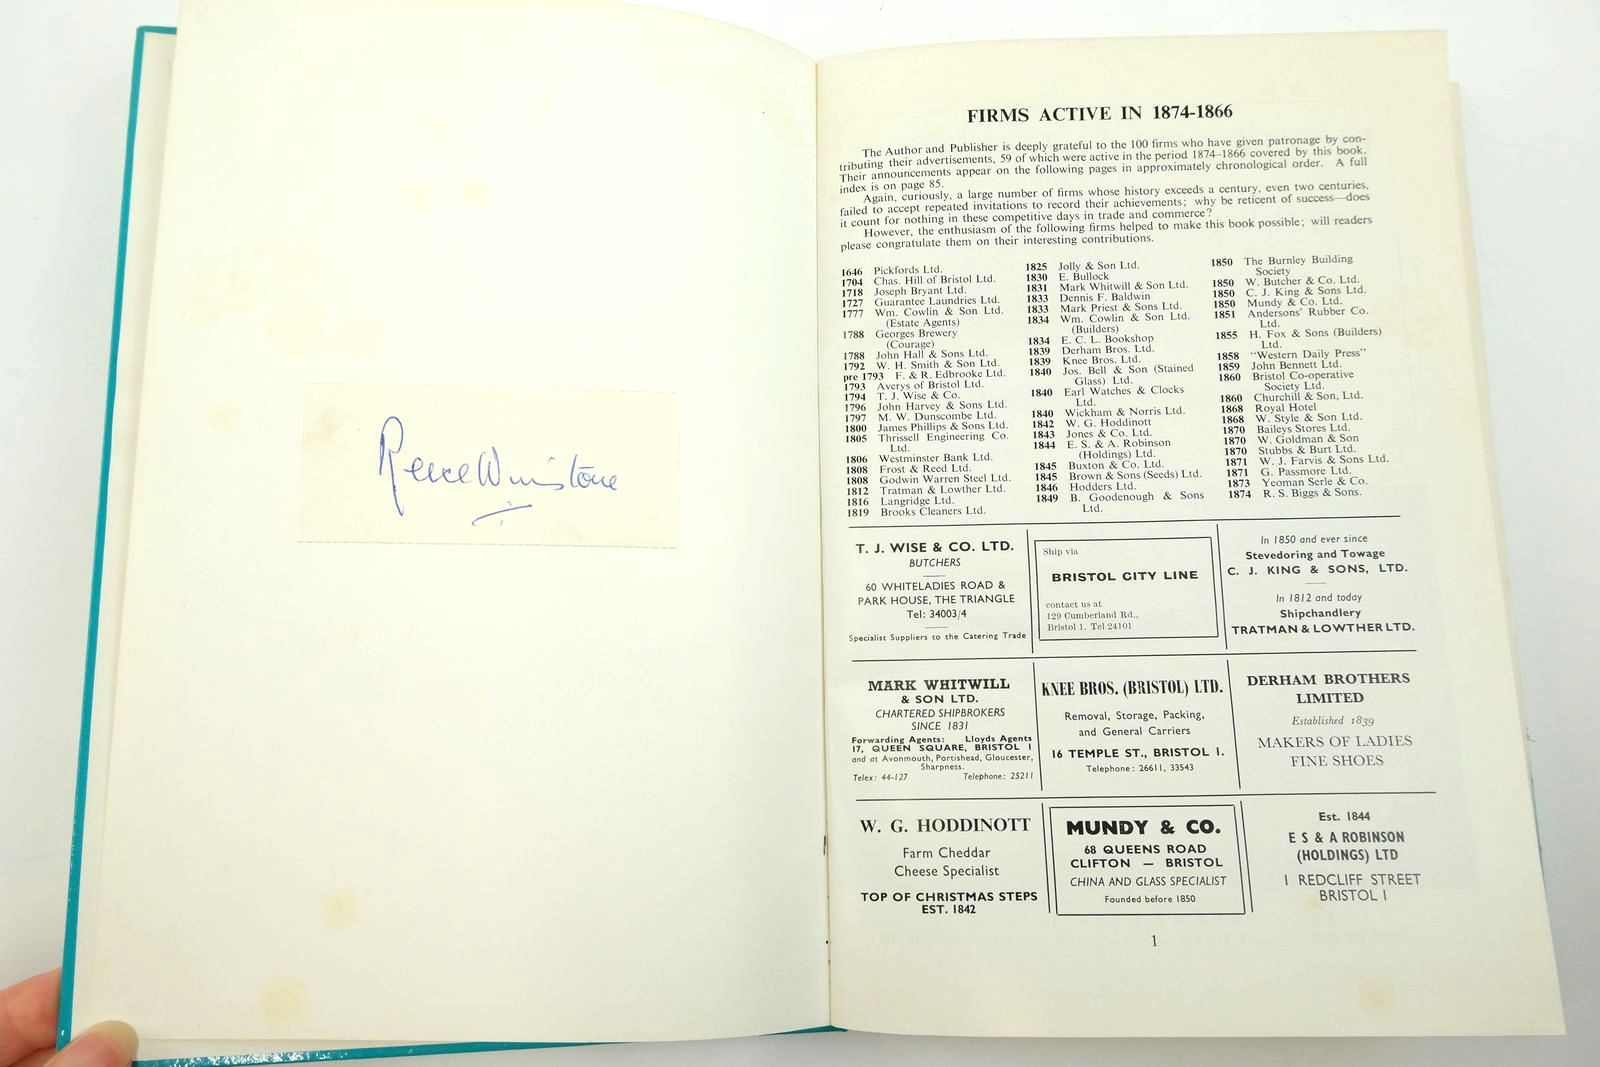 Reece Winstone
FIRMS ACTIVE IN 1874-1866
The Author and Publisher is deeply grateful to the 100 firms who have given patronage by con-
tributing their advertisements, 59 of which were active in the period 1874-1866 covered by this book.
Their announcements appear on the following pages in approximately chronological order. A full
index is on page 85.
Again, curiously, a large number of firms whose history exceeds a century, even two centuries,
failed to accept repeated invitations to record their achievements; why be reticent of success—does
it count for nothing in these competitive days in trade and commerce?
However, the enthusiasm of the following firms helped to make this book possible; will readers
please congratulate them on their interesting contributions.
1646 Pickfords Ltd.
1704 Chas. Hill of Bristol Ltd.
1718 Joseph Bryant Ltd.
1727 Guarantee Laundries Ltd.
1777 Wm. Cowlin & Son Ltd.
(Estate Agents)
1788 Georges Brewery
(Courage)
1788 John Hall & Sons Ltd.
1792 W. H. Smith & Son Ltd.
pre 1793 F. & R. Edbrooke Ltd.
1793 Averys of Bristol Ltd.
1794 T. J. Wise & Co.
1796 John Harvey & Sons Ltd.
1797 M. W. Dunscombe Ltd.
1800 James Phillips & Sons Ltd.
1805 Thrissell Engineering Co.
Ltd.
1806 Westminster Bank Ltd.
1808 Frost & Reed Ltd.
1808 Godwin Warren Steel Ltd.
1812 Tratman & Lowther Ltd.
1816 Langridge Ltd.
1819 Brooks Cleaners Ltd.
1825 Jolly & Son Ltd.
1830 E. Bullock
1831 Mark Whitwill & Son Ltd.
1833 Dennis F. Baldwin
1833 Mark Priest & Sons Ltd.
1834 Wm. Cowlin & Son Ltd.
(Builders)
1834 E. C. L. Bookshop
1839 Derham Bros. Ltd.
1839 Knee Bros. Ltd.
1840 Jos. Bell & Son (Stained
Glass) Ltd.
1840 Earl Watches & Clocks
Ltd.
1840 Wickham & Norris Ltd.
1842 W. G. Hoddinott
1843 Jones & Co. Ltd.
1844 E. S. & A. Robinson
(Holdings) Ltd.
1845 Buxton & Co. Ltd.
1845 Brown & Sons (Seeds) Ltd.
1846 Hodders Ltd.
1849 B. Goodenough & Sons
Ltd.
1850 The Burnley Building
Society
1850 W. Butcher & Co. Ltd.
1850 C. J. King & Sons Ltd.
1850 Mundy & Co. Ltd.
1851 Andersons' Rubber Co.
Ltd.
1855 H. Fox & Sons (Builders)
Ltd.
1858 "Western Daily Press"
1859 John Bennett Ltd.
1860 Bristol Co-operative
Society Ltd.
1860 Churchill & Son, Ltd.
1868 Royal Hotel
1868 W. Style & Son Ltd.
1870 Baileys Stores Ltd.
1870 W. Goldman & Son
1870 Stubbs & Burt Ltd.
1871 W. J. Farvis & Sons Ltd.
1871 G. Passmore Ltd.
1873 Yeoman Serle & Co.
1874 R. S. Biggs & Sons.
T. J. WISE & CO. LTD.
BUTCHERS
60 WHITELADIES ROAD &
PARK HOUSE, THE TRIANGLE
Tel: 34003/4
Specialist Suppliers to the Catering Trade
Ship via
BRISTOL CITY LINE
contact us at
129 Cumberland Rd.,
Bristol 1. Tel 24101
In 1850 and ever since
Stevedoring and Towage
C. J. KING & SONS, LTD.
In 1812 and today
Shipchandlery
TRATMAN & LOWTHER LTD.
MARK WHITWILL
& SON LTD.
CHARTERED SHIPBROKERS
SINCE 1831
Forwarding Agents: Lloyds Agents
17, QUEEN SQUARE, BRISTOL 1
and at Avonmouth, Portishead, Gloucester,
Sharpness.
Telex: 44-127 Telephone: 25211
KNEE BROS. (BRISTOL) LTD.
Removal, Storage, Packing,
and General Carriers
16 TEMPLE ST., BRISTOL 1.
Telephone: 26611, 33543
DERHAM BROTHERS
LIMITED
Established 1839
MAKERS OF LADIES
FINE SHOES
W. G. HODDINOTT
Farm Cheddar
Cheese Specialist
TOP OF CHRISTMAS STEPS
EST. 1842
MUNDY & CO.
68 QUEENS ROAD
CLIFTON — BRISTOL
CHINA AND GLASS SPECIALIST
Founded before 1850
Est. 1844
E S & A ROBINSON
(HOLDINGS) LTD
1 REDCLIFF STREET
BRISTOL 1
1